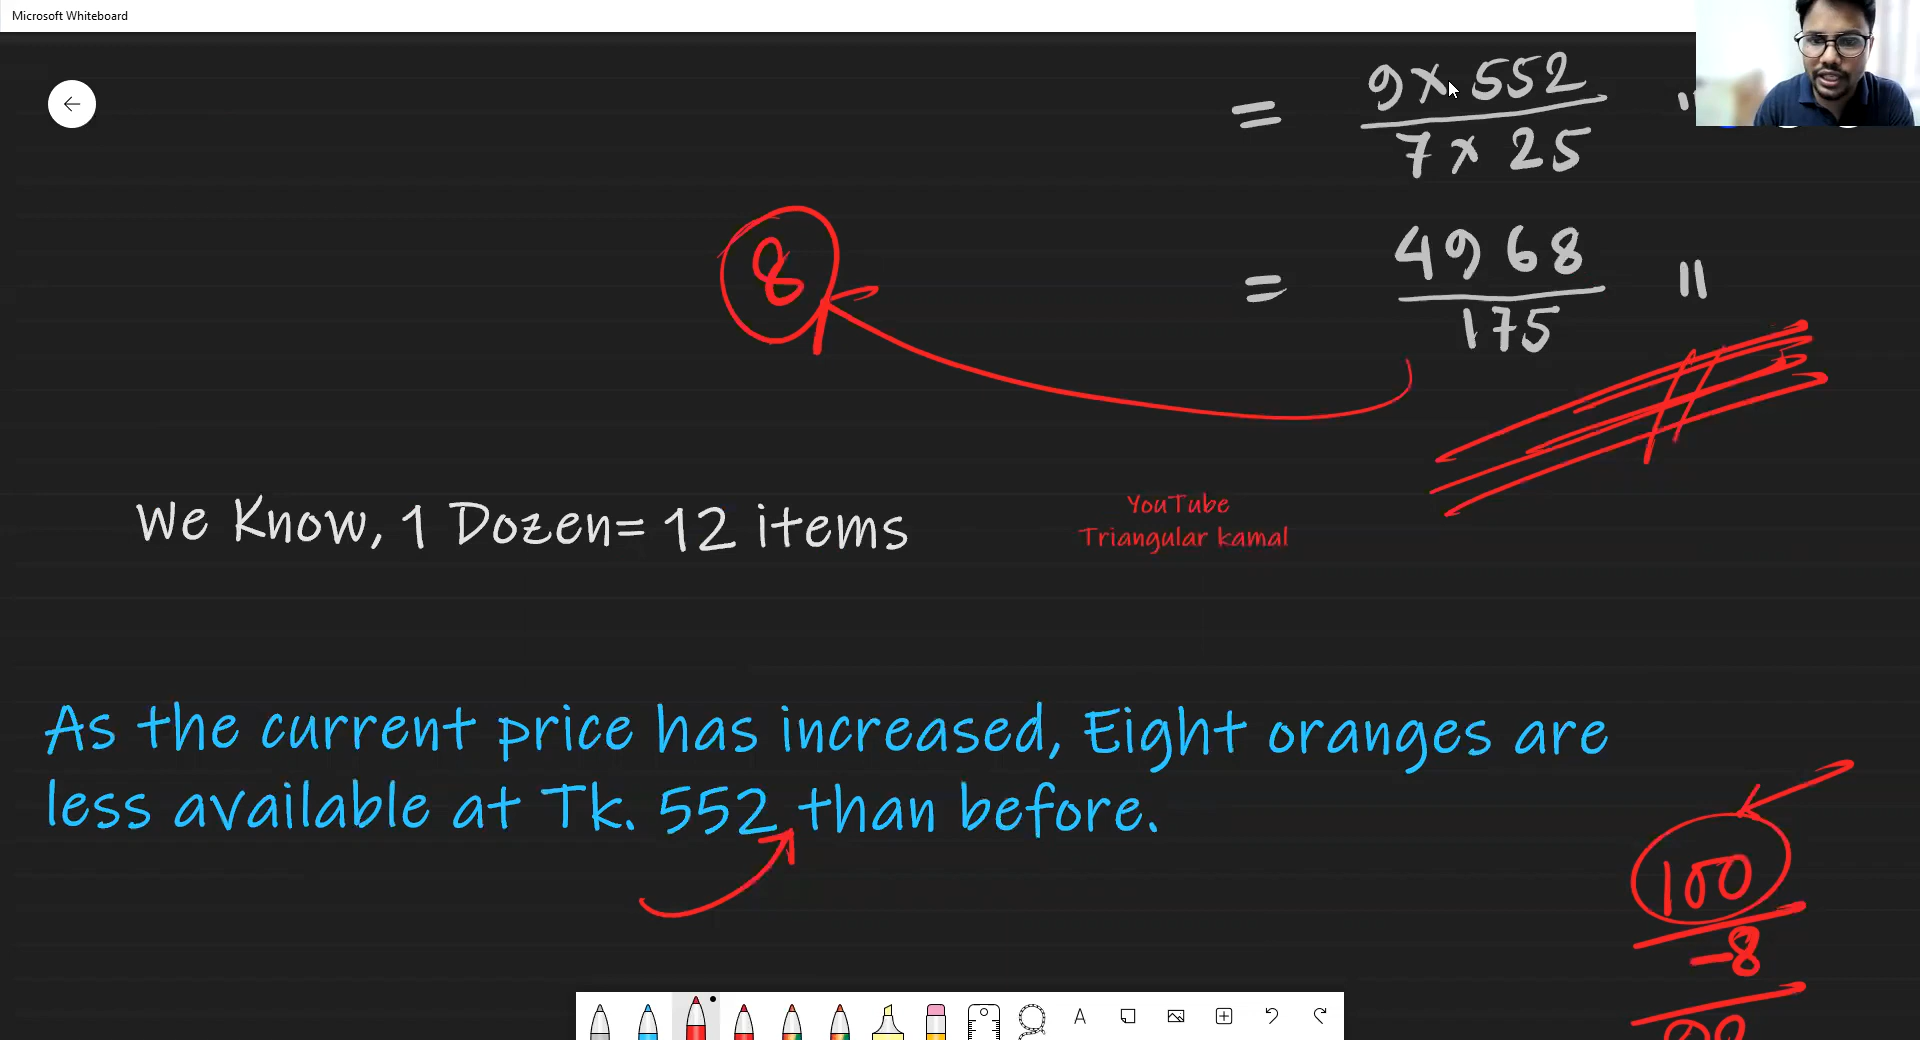 Microsoft Whiteboard
= 9 x 552 "
7 x 25
= 4968 "
175
8
We Know, 1 Dozen= 12 items
YouTube
Triangular kamal
As the current price has increased, Eight oranges are
less available at Tk. 552 than before.
100
-8
A